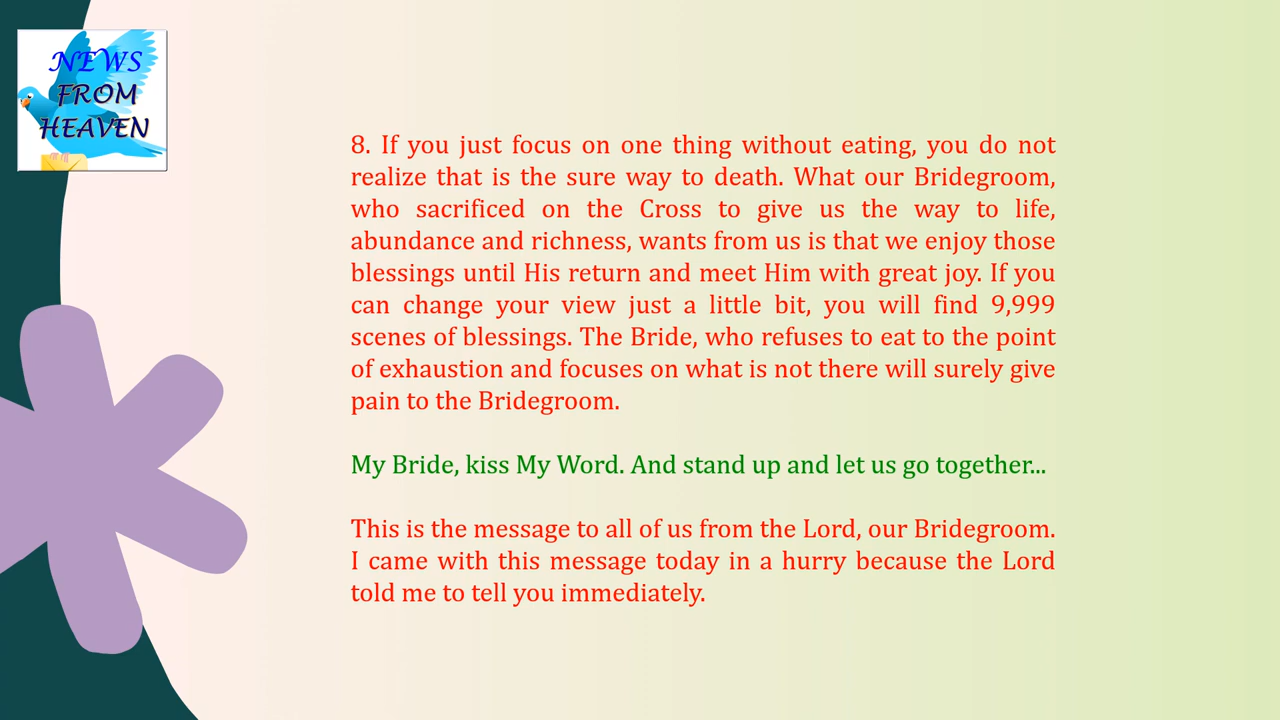 NEWS
FROM
HEAVEN
8. If you just focus on one thing without eating, you do not
realize that is the sure way to death. What our Bridegroom,
who sacrificed on the Cross to give us the way to life,
abundance and richness, wants from us is that we enjoy those
blessings until His return and meet Him with great joy. If you
can change your view just a little bit, you will find 9,999
scenes of blessings. The Bride, who refuses to eat to the point
of exhaustion and focuses on what is not there will surely give
pain to the Bridegroom.
My Bride, kiss My Word. And stand up and let us go together...
This is the message to all of us from the Lord, our Bridegroom.
I came with this message today in a hurry because the Lord
told me to tell you immediately.